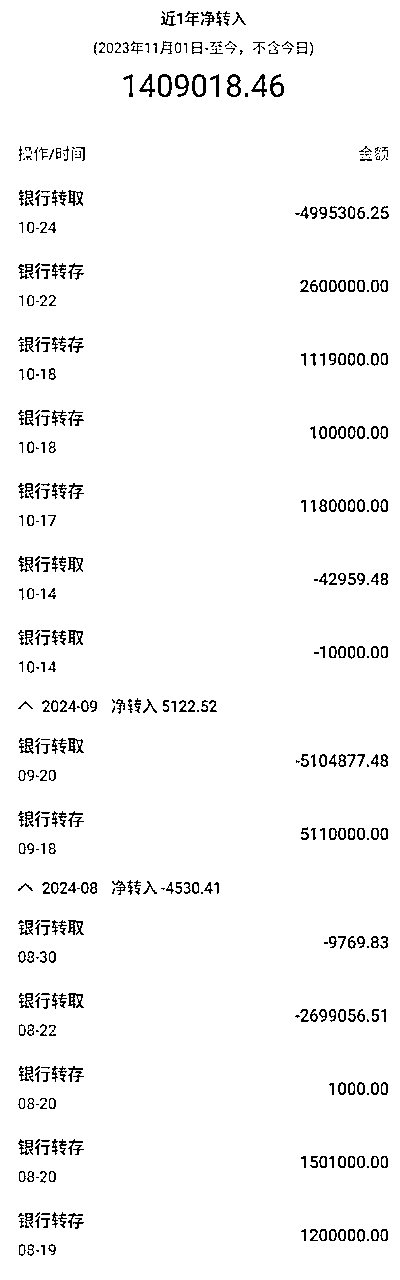 近1年净转入
(2023年11月01日-至今，不含今日)
1409018.46
操作/时间 金额
银行转取
-4995306.25
10-24
银行转存
2600000.00
10-22
银行转存
1119000.00
10-18
银行转存
100000.00
10-18
银行转存
1180000.00
10-17
银行转取
-42959.48
10-14
银行转取
-10000.00
10-14
2024-09 净转入 5122.52
银行转取
-5104877.48
09-20
银行转存
5110000.00
09-18
2024-08 净转入 -4530.41
银行转取
-9769.83
08-30
银行转取
-2699056.51
08-22
银行转存
1000.00
08-20
银行转存
1501000.00
08-20
银行转存
1200000.00
08-19